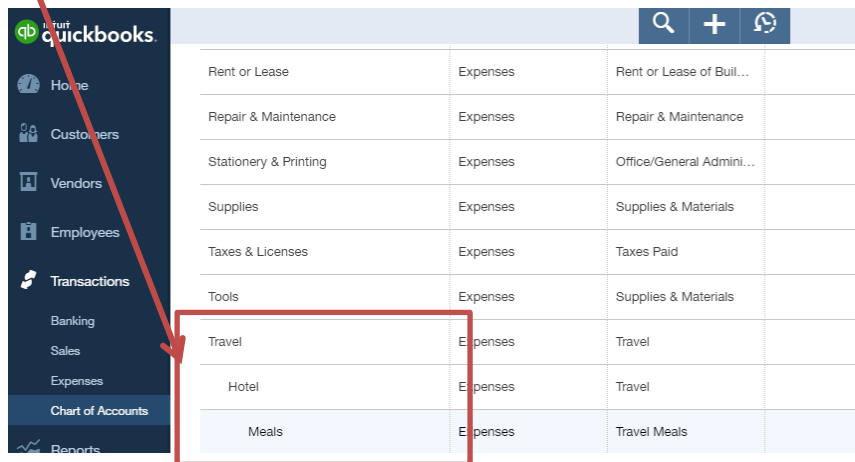 intuit
quickbooks.
Home
Customers
Vendors
Employees
Transactions
Banking
Sales
Expenses
Chart of Accounts
Reports
Rent or Lease Expenses Rent or Lease of Buil...
Repair & Maintenance Expenses Repair & Maintenance
Stationery & Printing Expenses Office/General Admini...
Supplies Expenses Supplies & Materials
Taxes & Licenses Expenses Taxes Paid
Tools Expenses Supplies & Materials
Travel Expenses Travel
Hotel Expenses Travel
Meals Expenses Travel Meals